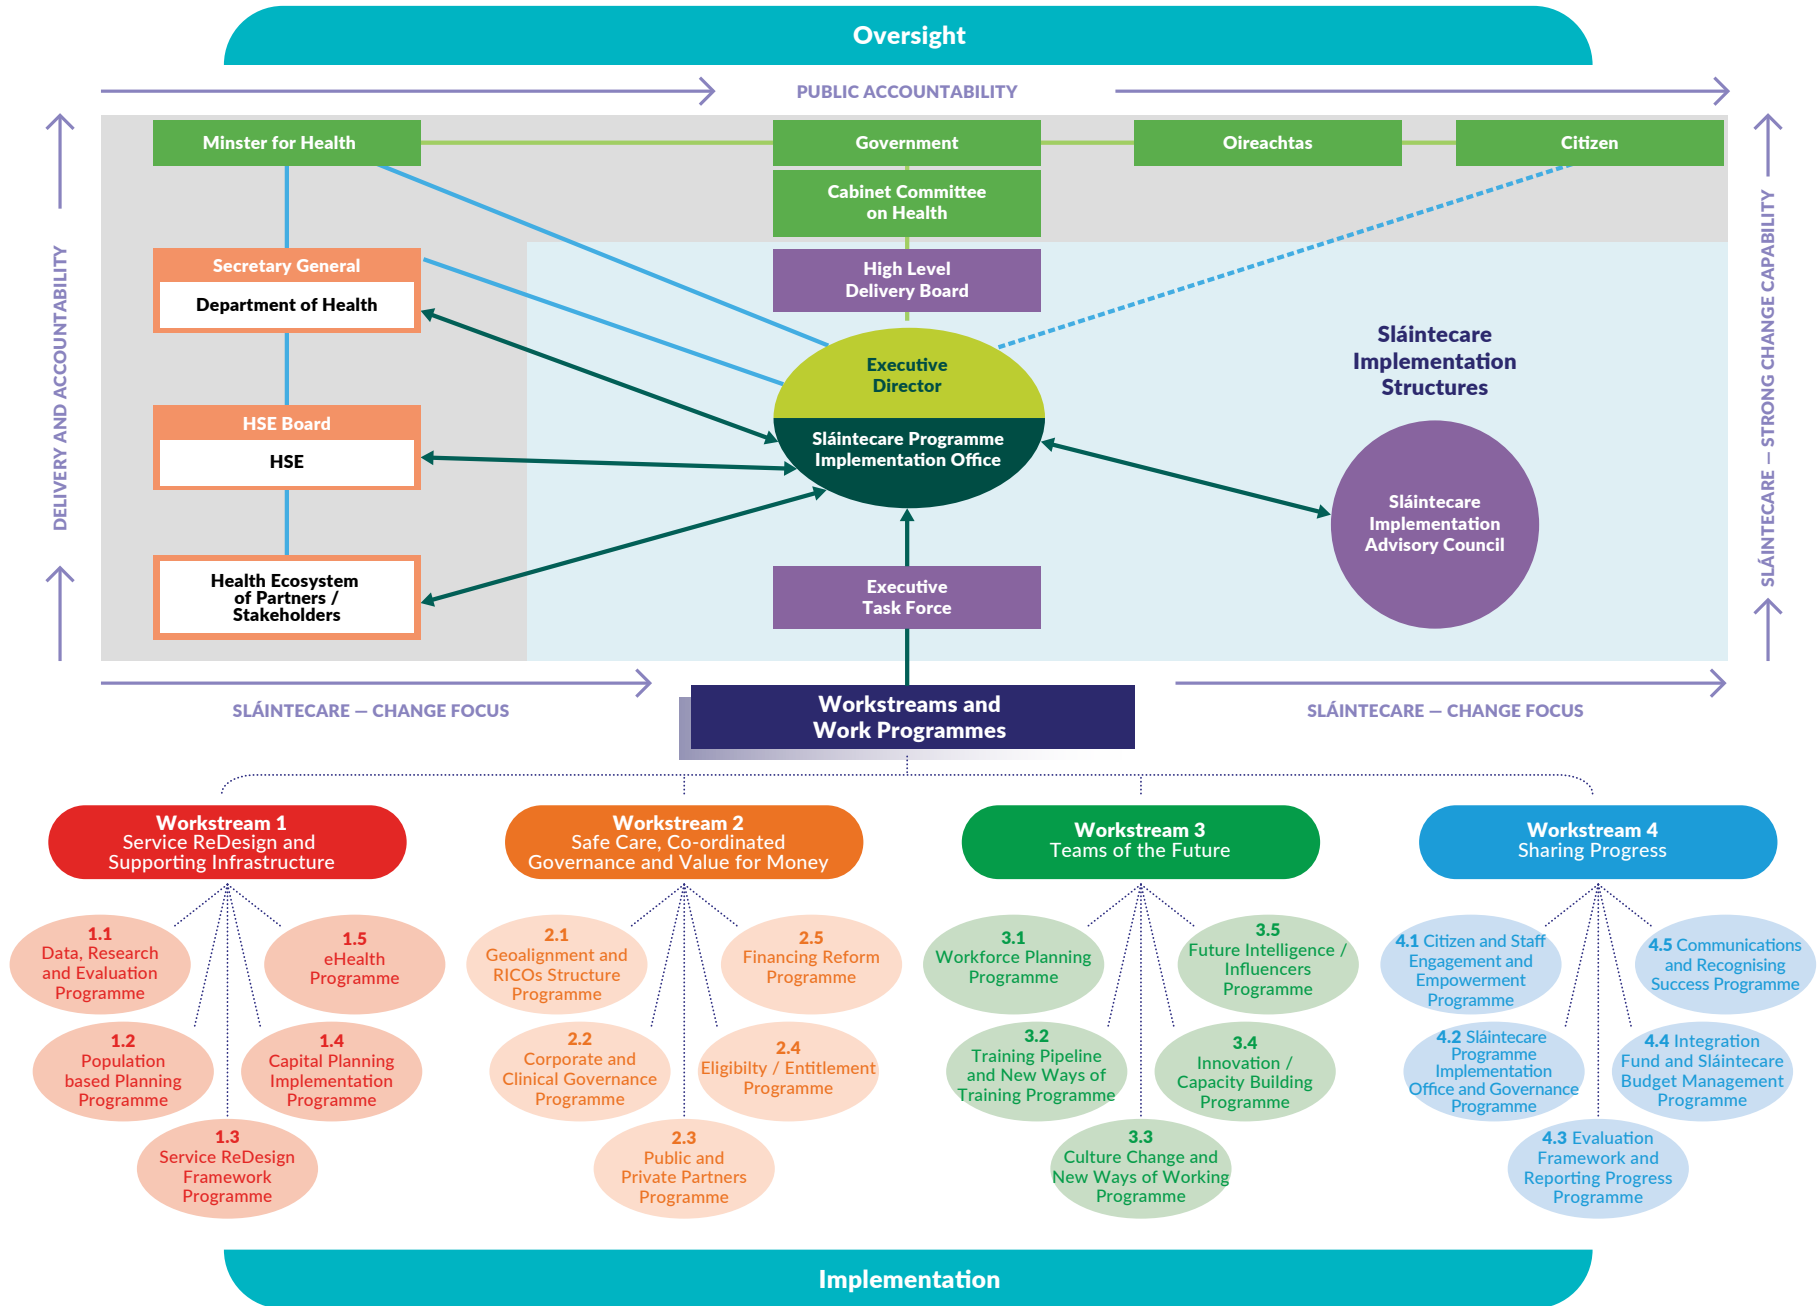 Oversight
PUBLIC ACCOUNTABILITY
DELIVERY AND ACCOUNTABILITY
SLÁINTECARE — STRONG CHANGE CAPABILITY
Minster for Health
Government
Oireachtas
Citizen
Cabinet Committee
on Health
Secretary General
Department of Health
High Level
Delivery Board
Executive
Director
Sláintecare Programme
Implementation Office
Sláintecare
Implementation
Structures
HSE Board
HSE
Sláintecare
Implementation
Advisory Council
Health Ecosystem
of Partners /
Stakeholders
Executive
Task Force
SLÁINTECARE — CHANGE FOCUS
Workstreams and
Work Programmes
SLÁINTECARE — CHANGE FOCUS
Workstream 1
Service ReDesign and
Supporting Infrastructure
1.1
Data, Research
and Evaluation
Programme
1.5
eHealth
Programme
1.2
Population
based Planning
Programme
1.4
Capital Planning
Implementation
Programme
1.3
Service ReDesign
Framework
Programme
Workstream 2
Safe Care, Co-ordinated
Governance and Value for Money
2.1
Geoalignment and
RICOs Structure
Programme
2.5
Financing Reform
Programme
2.2
Corporate and
Clinical Governance
Programme
2.4
Eligibilty / Entitlement
Programme
2.3
Public and
Private Partners
Programme
Workstream 3
Teams of the Future
3.1
Workforce Planning
Programme
3.5
Future Intelligence /
Influencers
Programme
3.2
Training Pipeline
and New Ways of
Training Programme
3.4
Innovation /
Capacity Building
Programme
3.3
Culture Change and
New Ways of Working
Programme
Workstream 4
Sharing Progress
4.1 Citizen and Staff
Engagement and
Empowerment
Programme
4.5 Communications
and Recognising
Success Programme
4.2 Sláintecare
Programme
Implementation
Office and Governance
Programme
4.4 Integration
Fund and Sláintecare
Budget Management
Programme
4.3 Evaluation
Framework and
Reporting Progress
Programme
Implementation